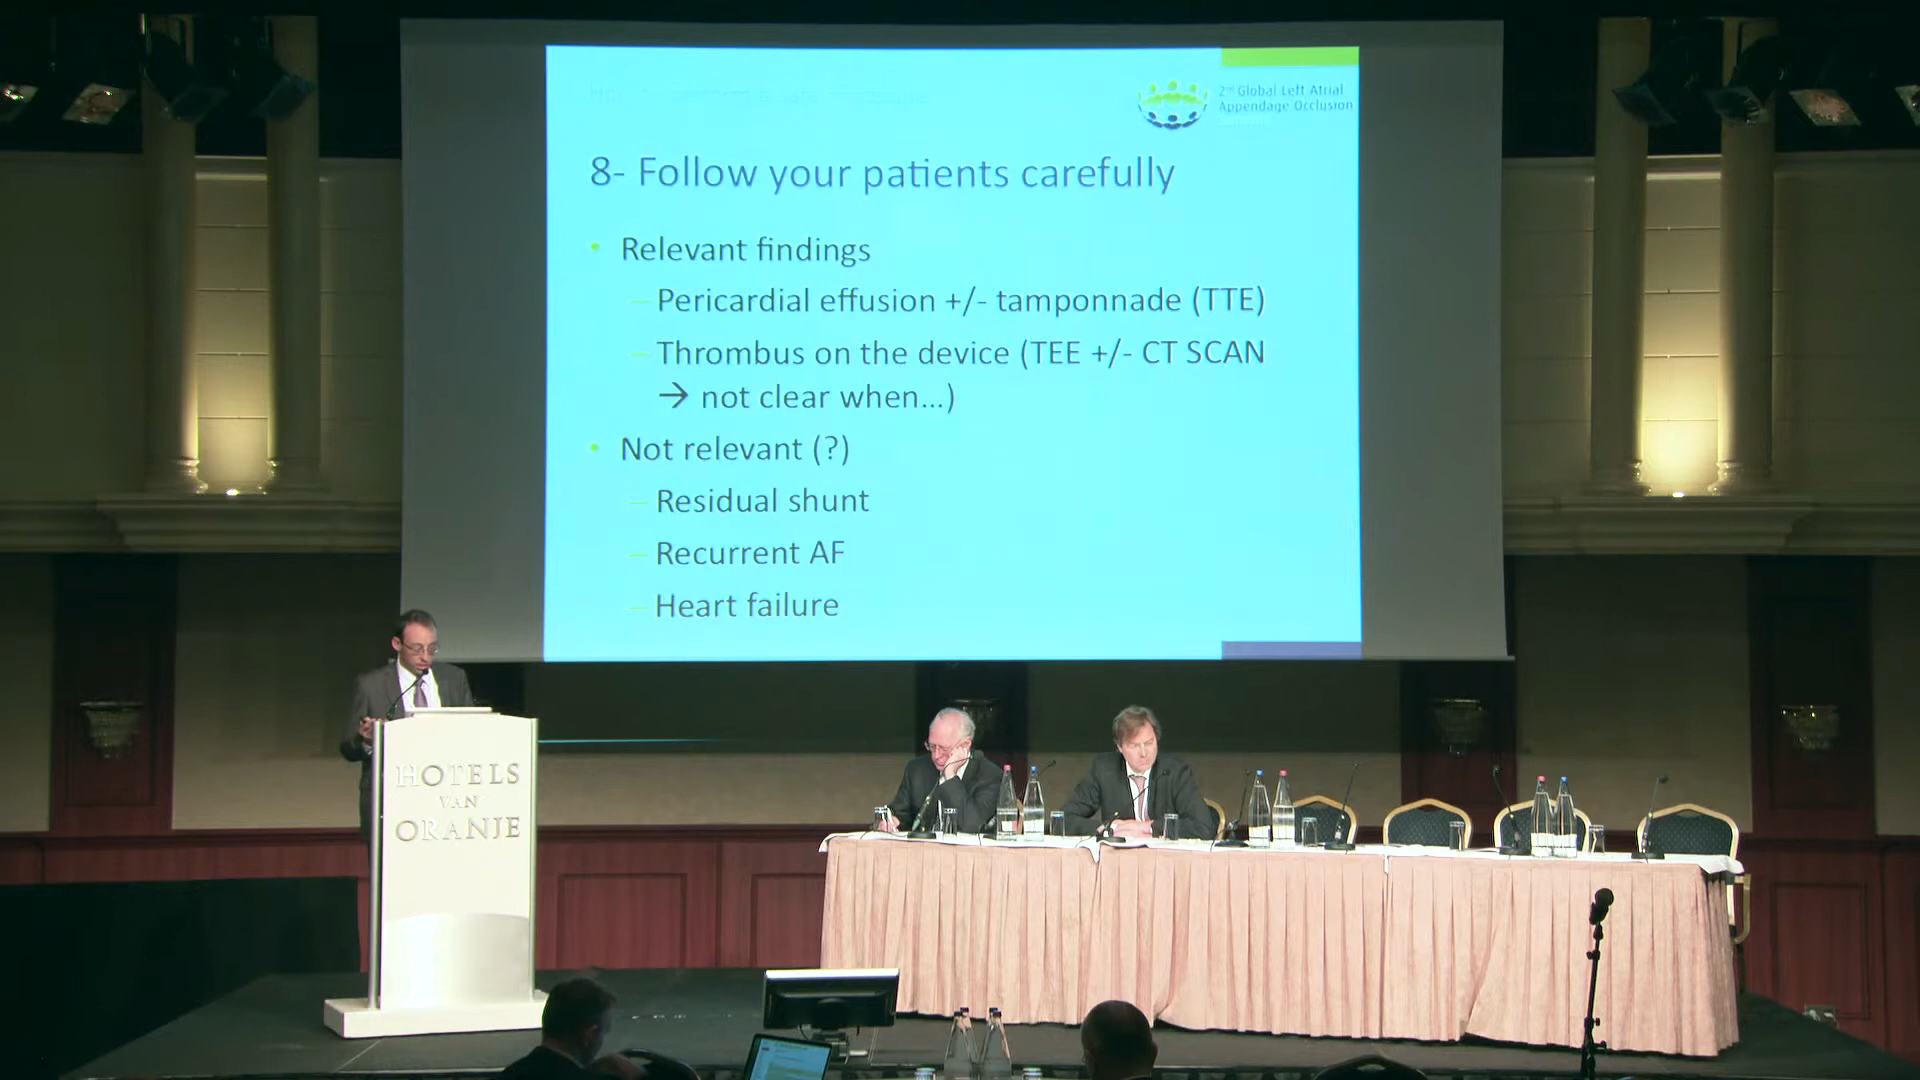 2nd Global Left Atrial
Appendage Occlusion
8- Follow your patients carefully
• Relevant findings
– Pericardial effusion +/- tamponnade (TTE)
– Thrombus on the device (TEE +/- CT SCAN
→ not clear when...)
• Not relevant (?)
– Residual shunt
– Recurrent AF
– Heart failure
HOTELS
VAN
ORANJE